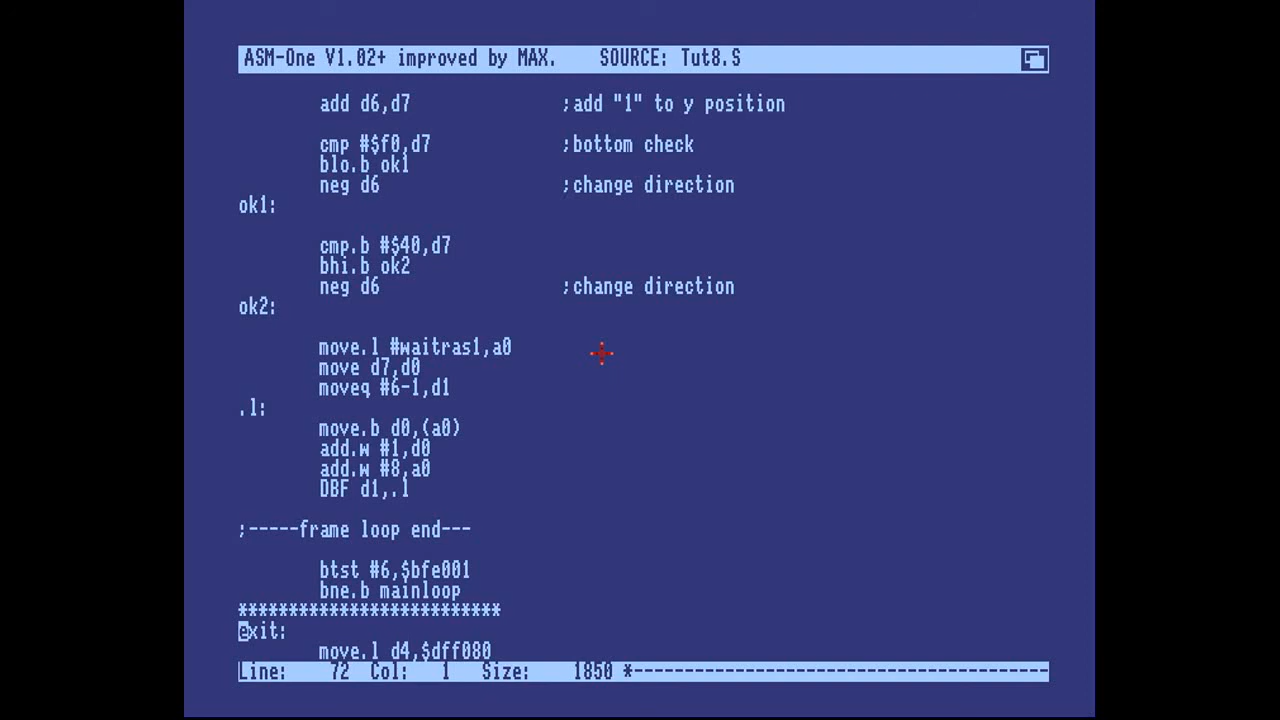 ASM-One V1.02+ improved by MAX.    SOURCE: Tut8.S
add d6,d7               ;add "1" to y position
cmp #$f0,d7             ;bottom check
blo.b ok1
neg d6                  ;change direction
ok1:
cmp.b #$40,d7
bhi.b ok2
neg d6                  ;change direction
ok2:
move.l #waitras1,a0
move d7,d0
moveq #6-1,d1
.l:
move.b d0,(a0)
add.w #1,d0
add.w #8,a0
DBF d1,.l
;-----frame loop end---
btst #6,$bfe001
bne.b mainloop
**************************
exit:
move.l d4,$dff080
Line:    72  Col:   1   Size:    1850 *-----------------------------------------